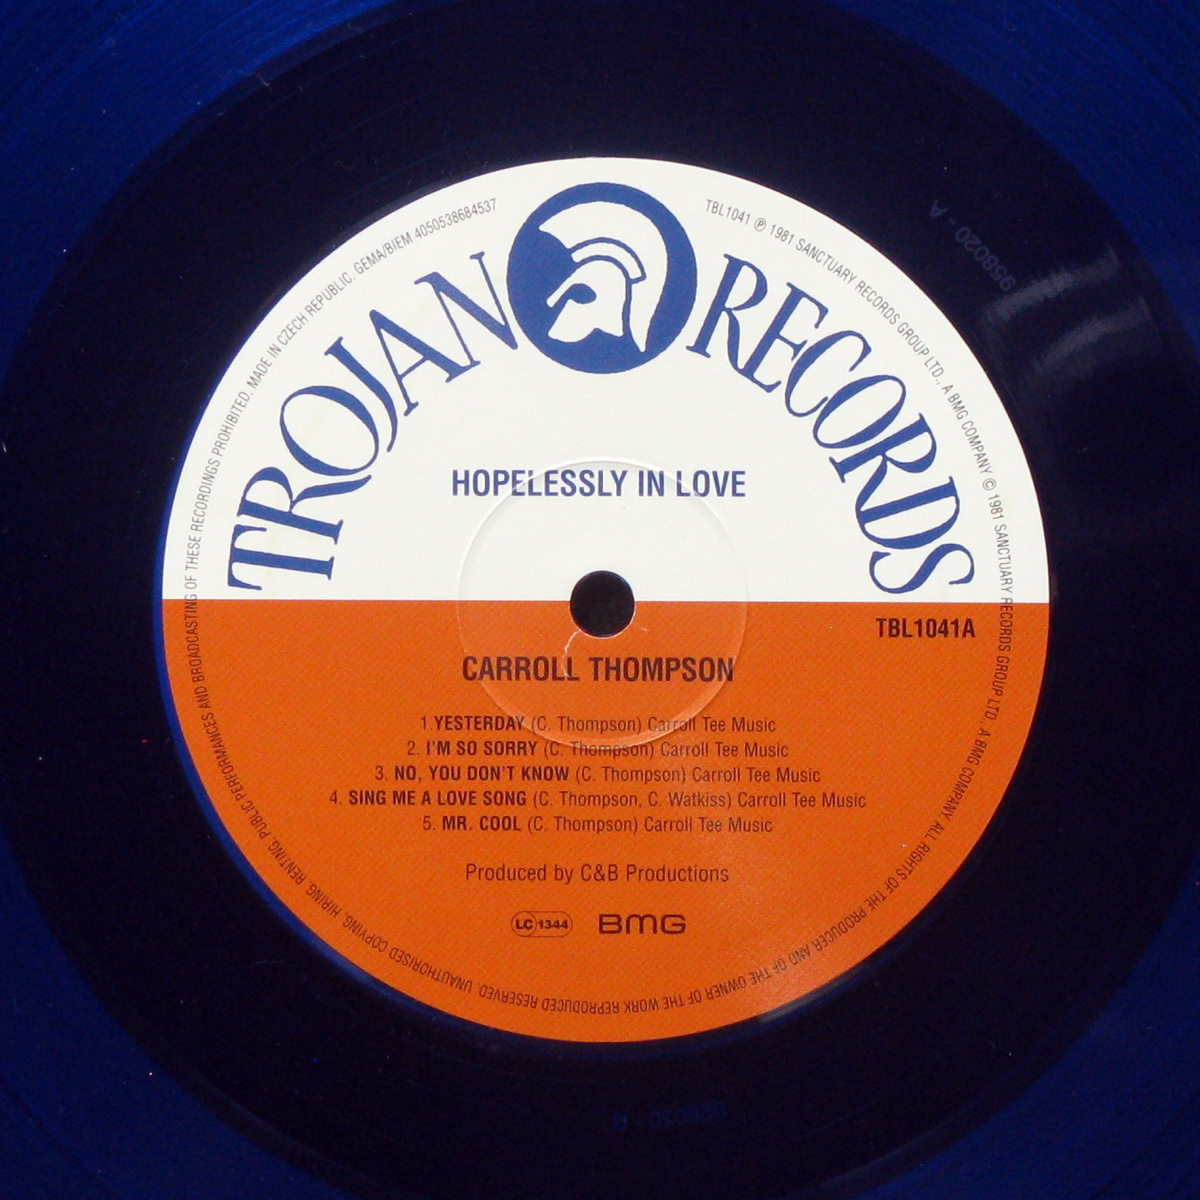 TROJAN RECORDS
MADE IN CZECH REPUBLIC. GEMA/BIEM 4050538684537
TBL1041 ℗ 1981 SANCTUARY RECORDS GROUP LTD., A BMG COMPANY © 1981 SANCTUARY RECORDS GROUP LTD., A BMG COMPANY. ALL RIGHTS OF THE PRODUCER AND OF THE OWNER OF THE WORK REPRODUCED RESERVED. UNAUTHORISED COPYING, HIRING, RENTING, PUBLIC PERFORMANCES AND BROADCASTING OF THESE RECORDINGS PROHIBITED.
958020 - A
HOPELESSLY IN LOVE
TBL1041A
CARROLL THOMPSON
1.YESTERDAY (C. Thompson) Carroll Tee Music
2. I'M SO SORRY (C. Thompson) Carroll Tee Music
3. NO, YOU DON'T KNOW (C. Thompson) Carroll Tee Music
4. SING ME A LOVE SONG (C. Thompson, C. Watkiss) Carroll Tee Music
5. MR. COOL (C. Thompson) Carroll Tee Music
Produced by C&B Productions
LC 1344 BMG